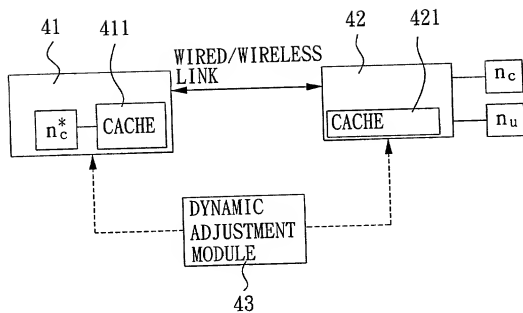 41
411
WIRED/WIRELESS
LINK
42
421
n*c
CACHE
CACHE
nc
nu
DYNAMIC
ADJUSTMENT
MODULE
43